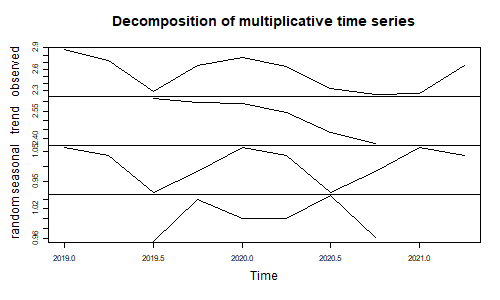 Decomposition of multiplicative time series
observed
2.3 2.6 2.9
trend
2.40 2.55
seasonal
0.95 1.05
random
0.96 1.02
2019.0 2019.5 2020.0 2020.5 2021.0
Time